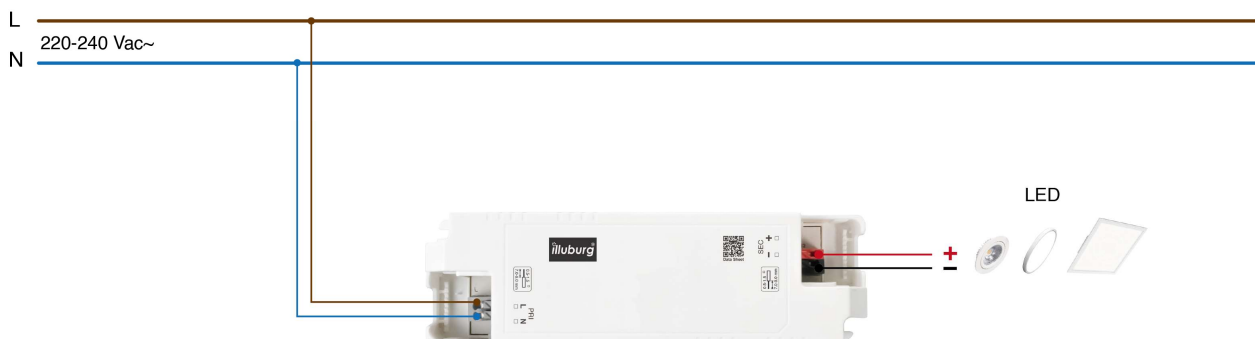 L
220-240 Vac~
N
LED
illuburg®
Data Sheet
SEC
+
−
+
−
PRI
L
N